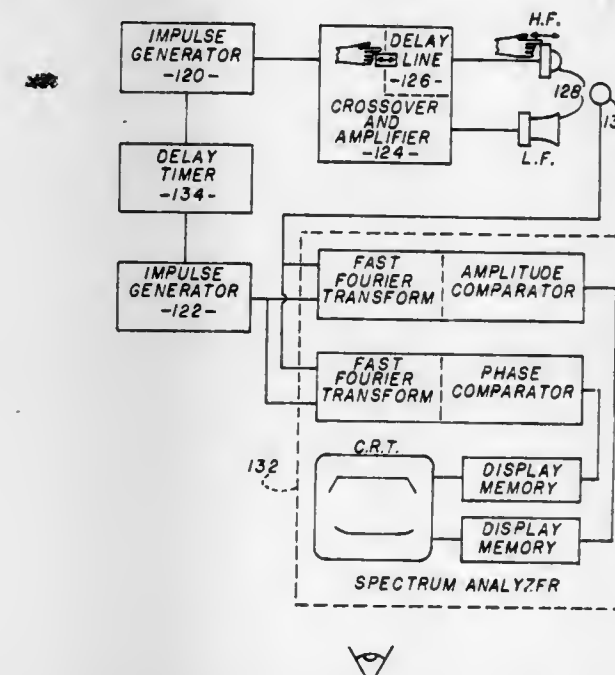 IMPULSE
GENERATOR
-120-
DELAY
LINE
-126-
CROSSOVER
AND
AMPLIFIER
-124-
H.F.
128
13
L.F.
DELAY
TIMER
-134-
IMPULSE
GENERATOR
-122-
FAST
FOURIER
TRANSFORM
AMPLITUDE
COMPARATOR
FAST
FOURIER
TRANSFORM
PHASE
COMPARATOR
132
C.R.T.
DISPLAY
MEMORY
DISPLAY
MEMORY
SPECTRUM ANALYZER